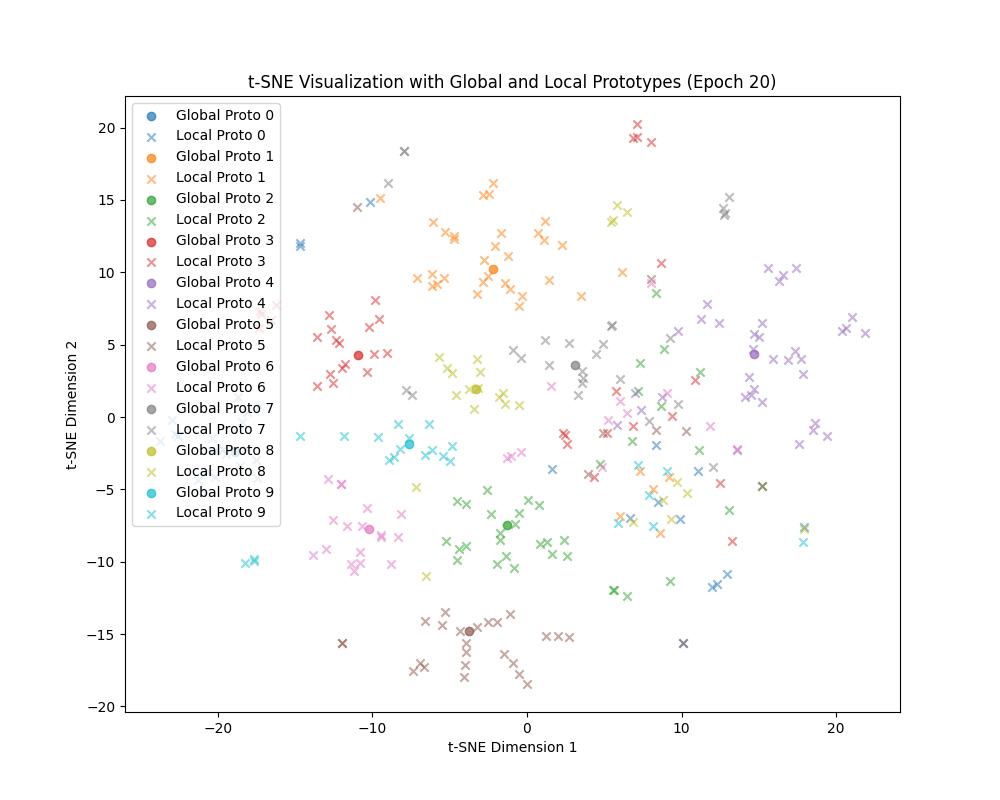 t-SNE Visualization with Global and Local Prototypes (Epoch 20)
Global Proto 0
Local Proto 0
Global Proto 1
Local Proto 1
Global Proto 2
Local Proto 2
Global Proto 3
Local Proto 3
Global Proto 4
Local Proto 4
Global Proto 5
Local Proto 5
Global Proto 6
Local Proto 6
Global Proto 7
Local Proto 7
Global Proto 8
Local Proto 8
Global Proto 9
Local Proto 9
t-SNE Dimension 2
20
15
10
5
0
−5
−10
−15
−20
−20 −10 0 10 20
t-SNE Dimension 1